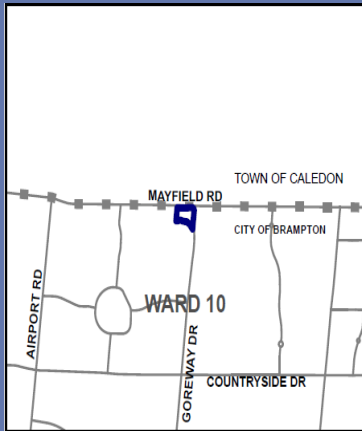 TOWN OF CALEDON
MAYFIELD RD
CITY OF BRAMPTON
WARD 10
AIRPORT RD
GOREWAY DR
COUNTRYSIDE DR